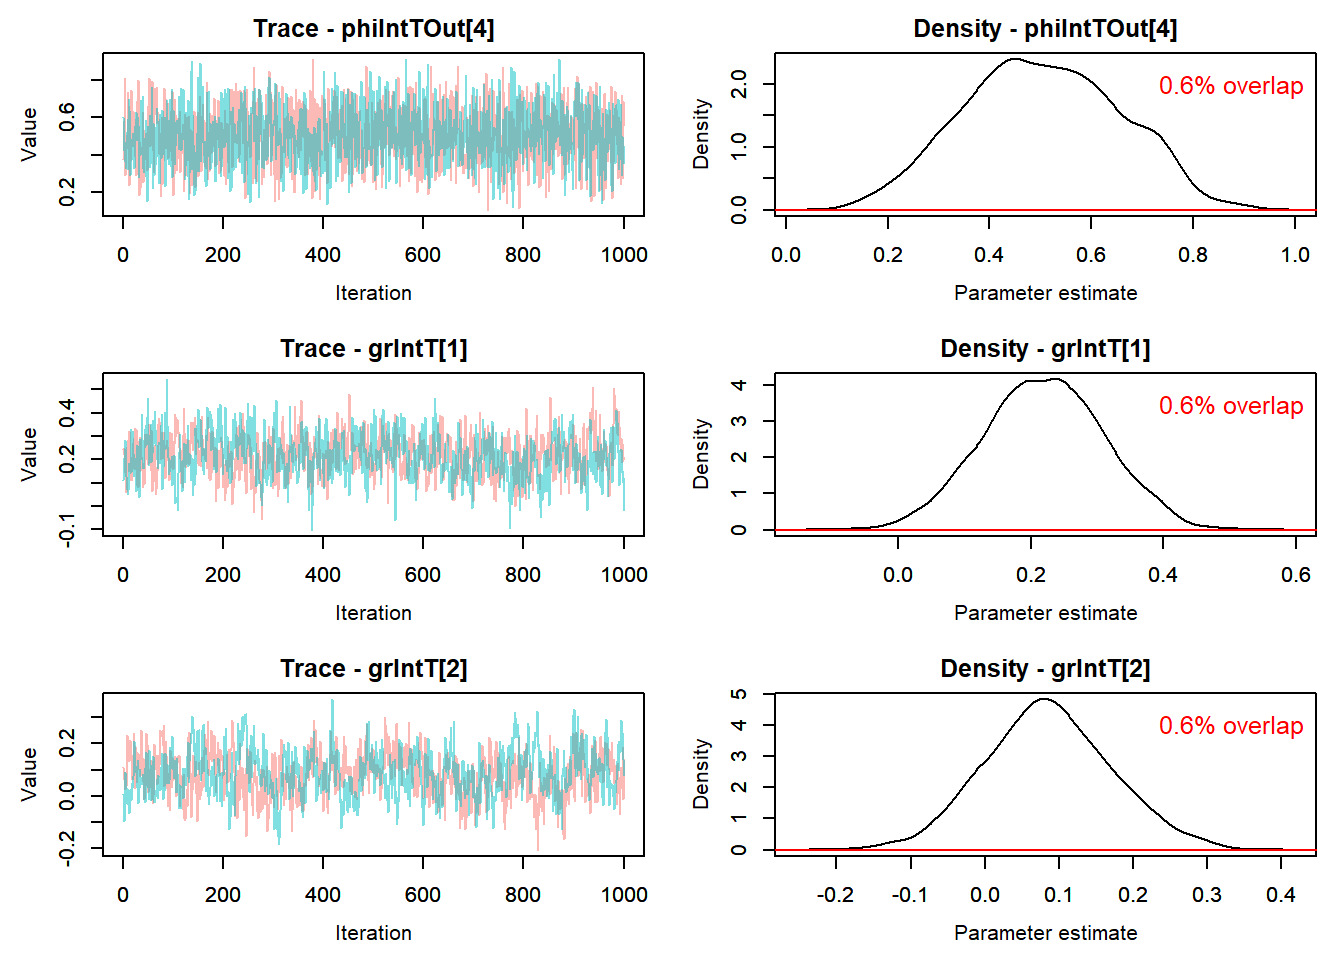 Trace - phiIntTOut[4]
Value
0.2
0.6
0 200 400 600 800 1000
Iteration
Density - phiIntTOut[4]
0.6% overlap
Density
0.0
1.0
2.0
0.0 0.2 0.4 0.6 0.8 1.0
Parameter estimate
Trace - grIntT[1]
Value
-0.1
0.2
0.4
0 200 400 600 800 1000
Iteration
Density - grIntT[1]
0.6% overlap
Density
0
1
2
3
4
0.0 0.2 0.4 0.6
Parameter estimate
Trace - grIntT[2]
Value
-0.2
0.0
0.2
0 200 400 600 800 1000
Iteration
Density - grIntT[2]
0.6% overlap
Density
0
1
2
3
4
5
-0.2 -0.1 0.0 0.1 0.2 0.3 0.4
Parameter estimate